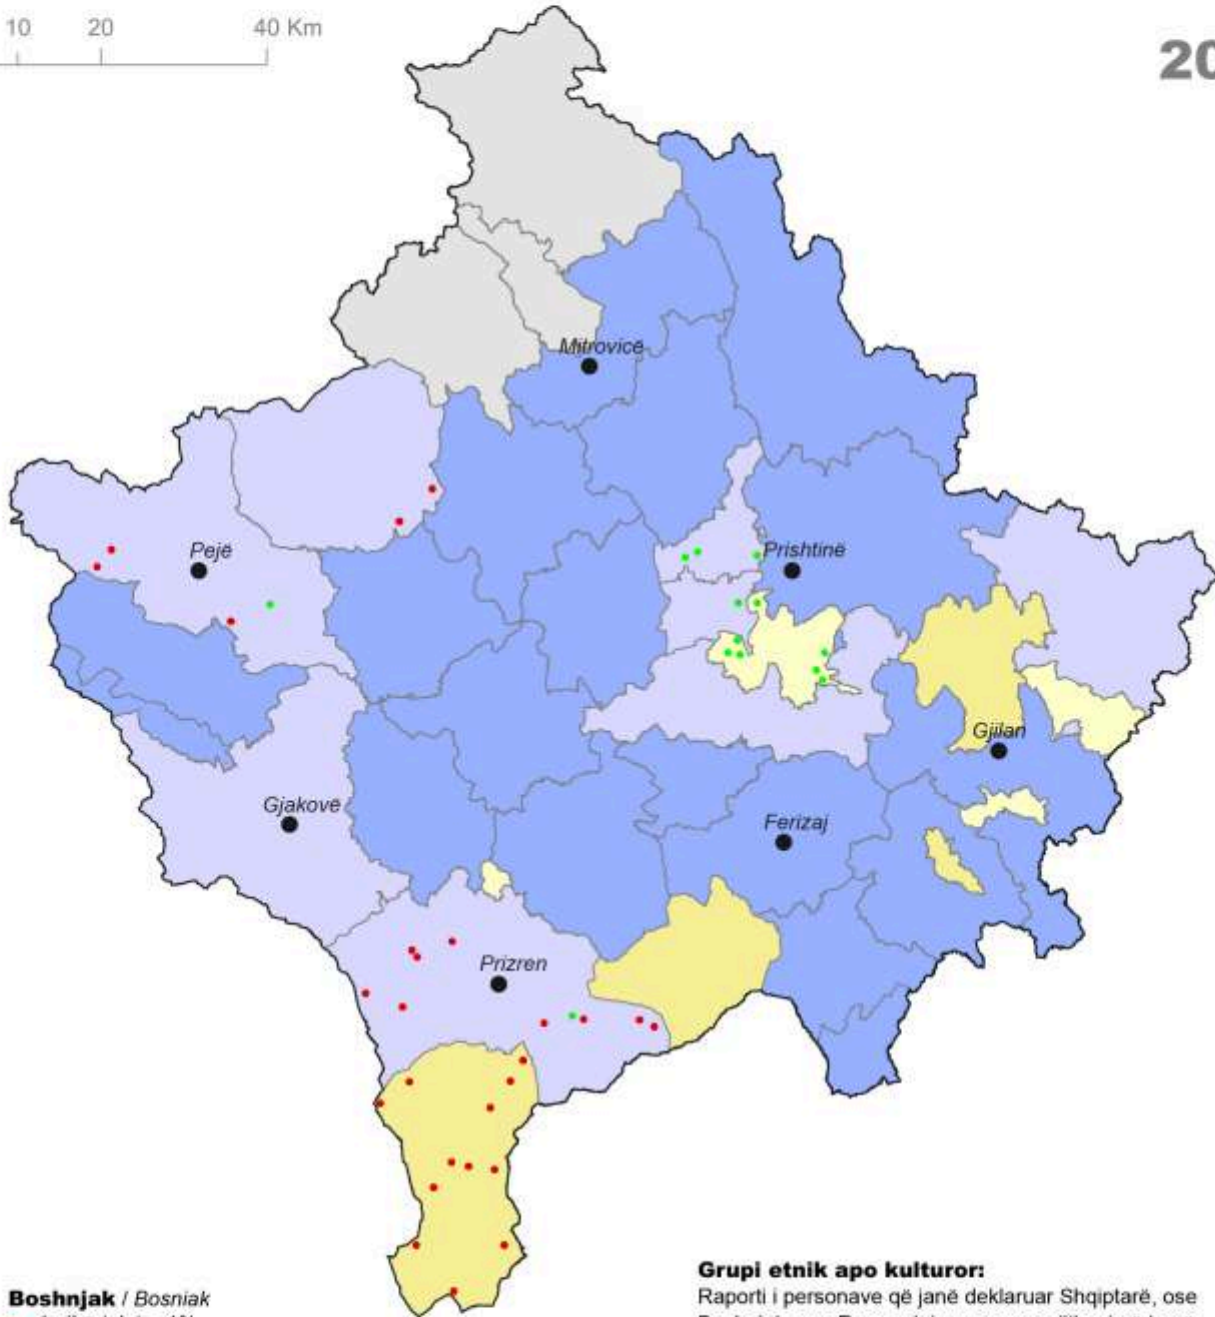 10 20 40 Km
20
Mitrovicë
Pejë
Prishtinë
Gjilan
Gjakovë
Ferizaj
Prizren
Boshnjak / Bosniak
Grupi etnik apo kulturor:
Raporti i personave që janë deklaruar Shqiptarë, ose